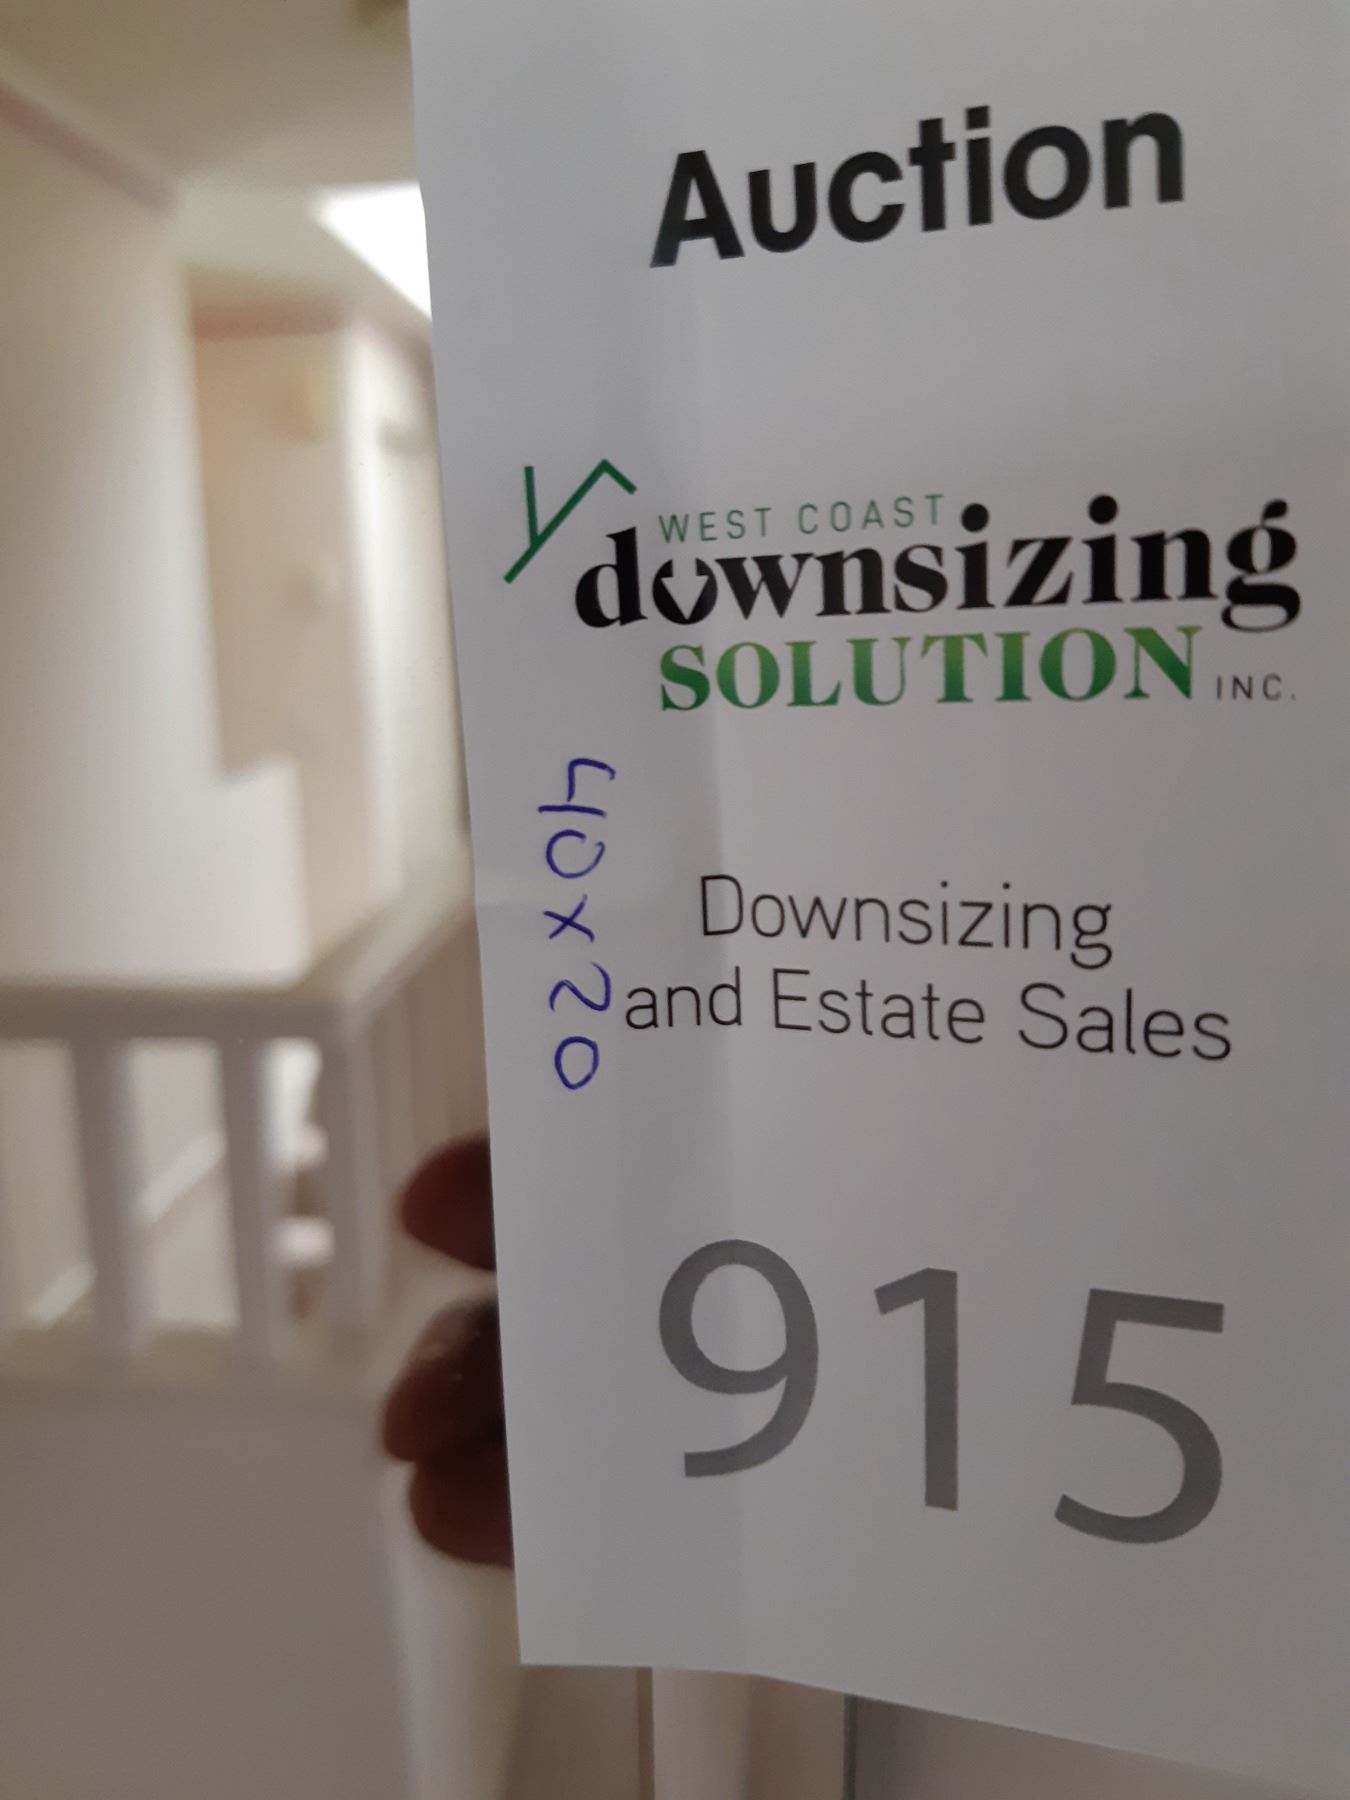 Auction
WEST COAST
downsizing
SOLUTION INC.
40x20
Downsizing
and Estate Sales
915